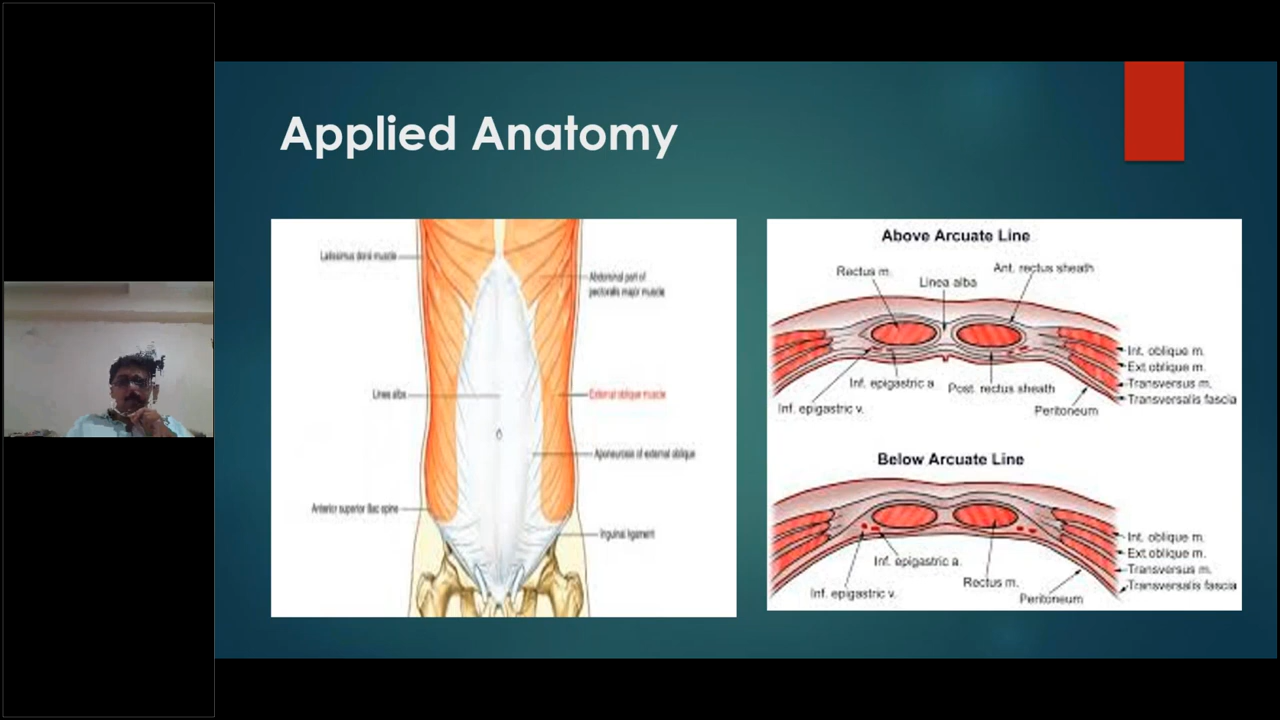 Applied Anatomy
Latissimus dorsi muscle
Abdominal part of
pectoralis major muscle
Linea alba
External oblique muscle
Aponeurosis of external oblique
Anterior superior iliac spine
Inguinal ligament
Above Arcuate Line
Rectus m.
Linea alba
Ant. rectus sheath
Int. oblique m.
Ext oblique m.
Transversus m.
Transversalis fascia
Inf. epigastric a
Post. rectus sheath
Inf. epigastric v.
Peritoneum
Below Arcuate Line
Int. oblique m.
Ext oblique m.
Transversus m.
Transversalis fascia
Inf. epigastric a.
Rectus m.
Inf. epigastric v.
Peritoneum